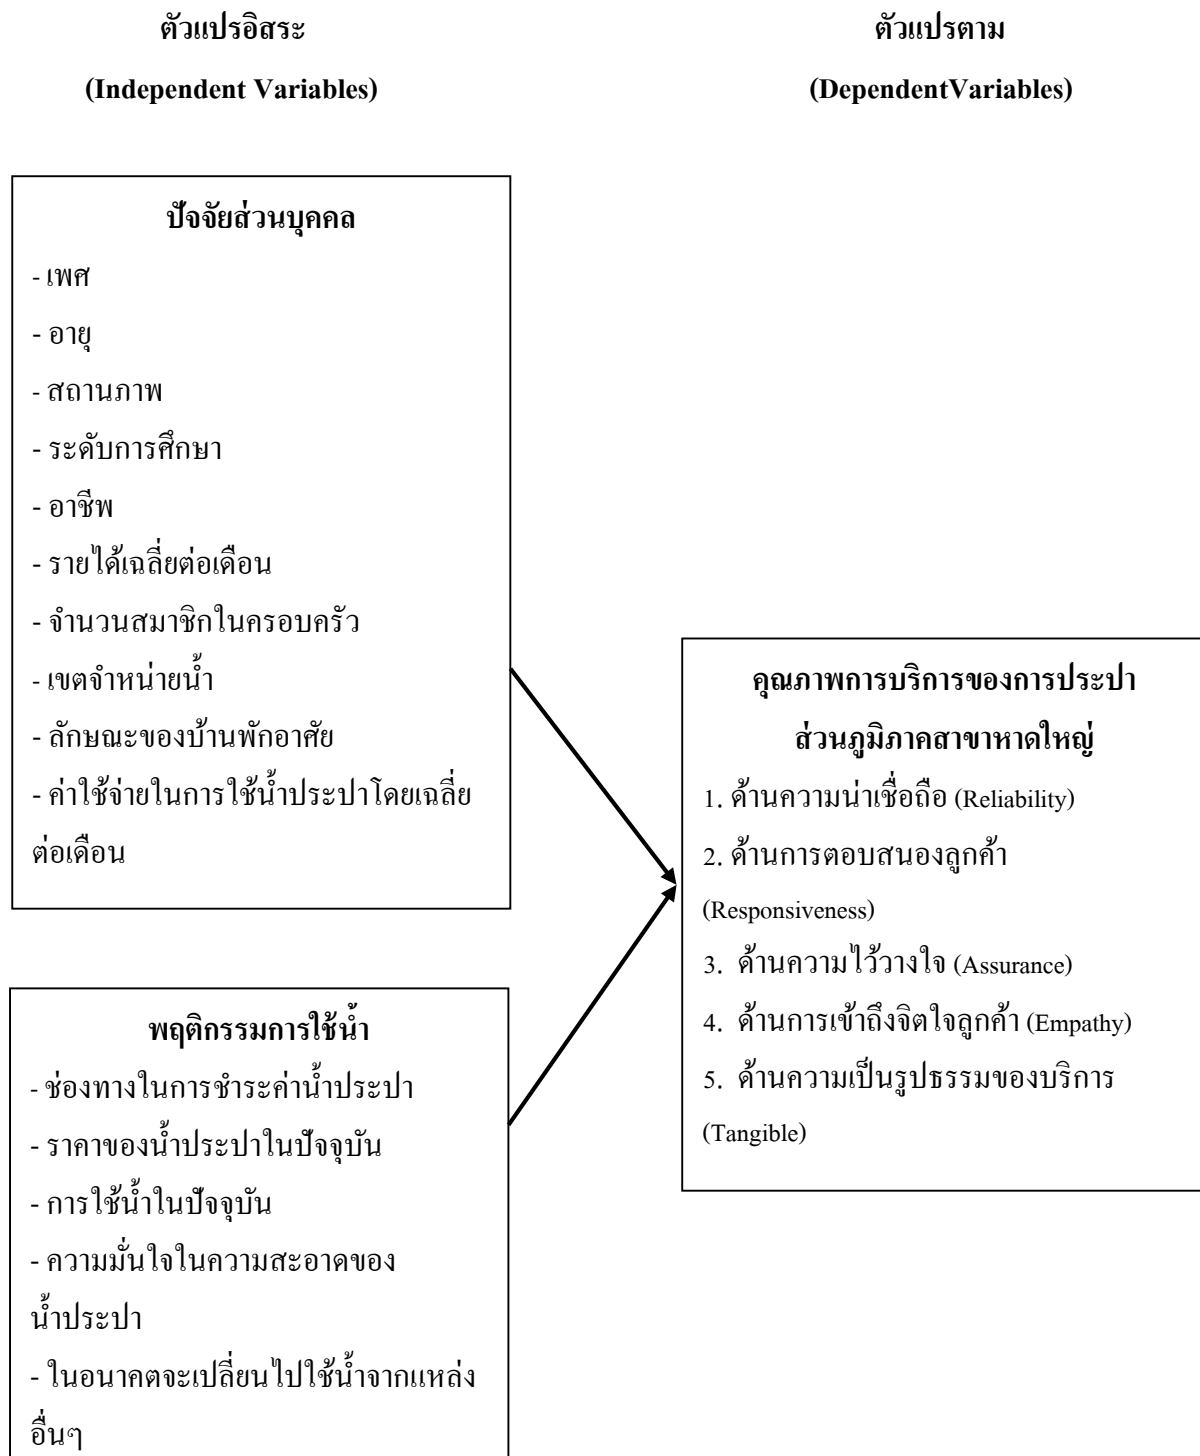 ตัวแปรอิสระ
(Independent Variables)
ตัวแปรตาม
(DependentVariables)
ปัจจัยส่วนบุคคล
- เพศ
- อายุ
- สถานภาพ
- ระดับการศึกษา
- อาชีพ
- รายได้เฉลี่ยต่อเดือน
- จำนวนสมาชิกในครอบครัว
- เขตจำหน่ายน้ำ
- ลักษณะของบ้านพักอาศัย
- ค่าใช้จ่ายในการใช้น้ำประปาโดยเฉลี่ย
ต่อเดือน
พฤติกรรมการใช้น้ำ
- ช่องทางในการชำระค่าน้ำประปา
- ราคาของน้ำประปาในปัจจุบัน
- การใช้น้ำในปัจจุบัน
- ความมั่นใจในความสะอาดของ
น้ำประปา
- ในอนาคตจะเปลี่ยนไปใช้น้ำจากแหล่ง
อื่นๆ
คุณภาพการบริการของการประปา
ส่วนภูมิภาคสาขาหาดใหญ่
1. ด้านความน่าเชื่อถือ (Reliability)
2. ด้านการตอบสนองลูกค้า
(Responsiveness)
3. ด้านความไว้วางใจ (Assurance)
4. ด้านการเข้าถึงจิตใจลูกค้า (Empathy)
5. ด้านความเป็นรูปธรรมของบริการ
(Tangible)